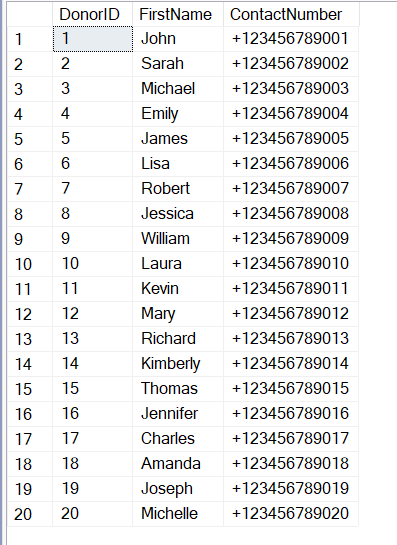 DonorID FirstName ContactNumber
1 1 John +123456789001
2 2 Sarah +123456789002
3 3 Michael +123456789003
4 4 Emily +123456789004
5 5 James +123456789005
6 6 Lisa +123456789006
7 7 Robert +123456789007
8 8 Jessica +123456789008
9 9 William +123456789009
10 10 Laura +123456789010
11 11 Kevin +123456789011
12 12 Mary +123456789012
13 13 Richard +123456789013
14 14 Kimberly +123456789014
15 15 Thomas +123456789015
16 16 Jennifer +123456789016
17 17 Charles +123456789017
18 18 Amanda +123456789018
19 19 Joseph +123456789019
20 20 Michelle +123456789020